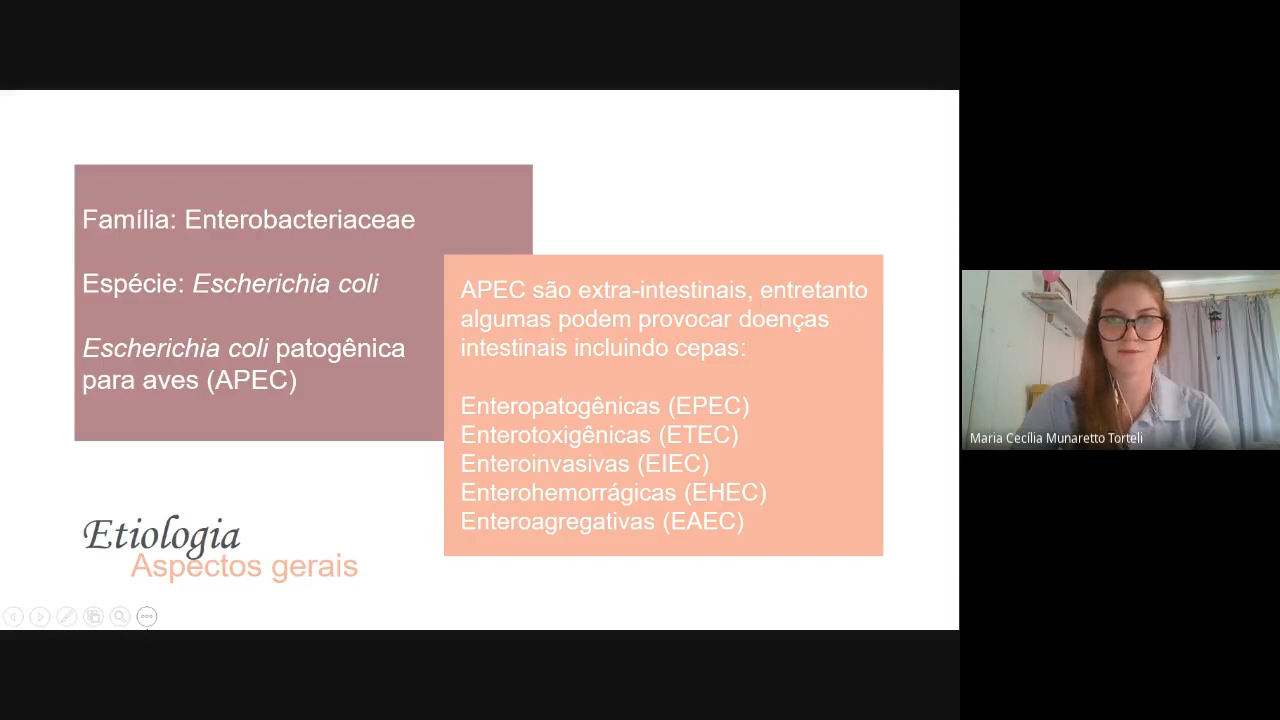 Família: Enterobacteriaceae
Espécie: Escherichia coli
Escherichia coli patogênica
para aves (APEC)
APEC são extra-intestinais, entretanto
algumas podem provocar doenças
intestinais incluindo cepas:
Enteropatogênicas (EPEC)
Enterotoxigênicas (ETEC)
Enteroinvasivas (EIEC)
Enterohemorrágicas (EHEC)
Enteroagregativas (EAEC)
Etiologia
Aspectos gerais
Maria Cecília Munaretto Torteli